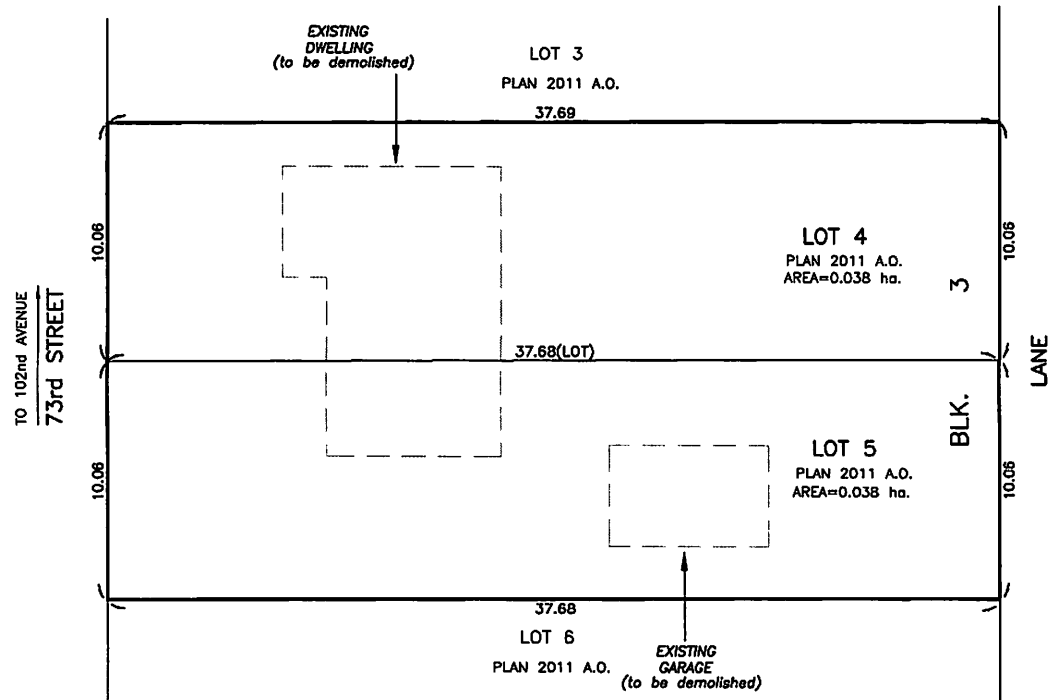 EXISTING
DWELLING
(to be demolished)
LOT 3
PLAN 2011 A.O.
37.69
10.06
LOT 4
PLAN 2011 A.O.
AREA=0.038 ha.
10.06
3
TO 102nd AVENUE
73rd STREET
37.68(LOT)
LANE
BLK.
LOT 5
PLAN 2011 A.O.
AREA=0.038 ha.
10.06
10.06
37.68
LOT 6
PLAN 2011 A.O.
EXISTING
GARAGE
(to be demolished)